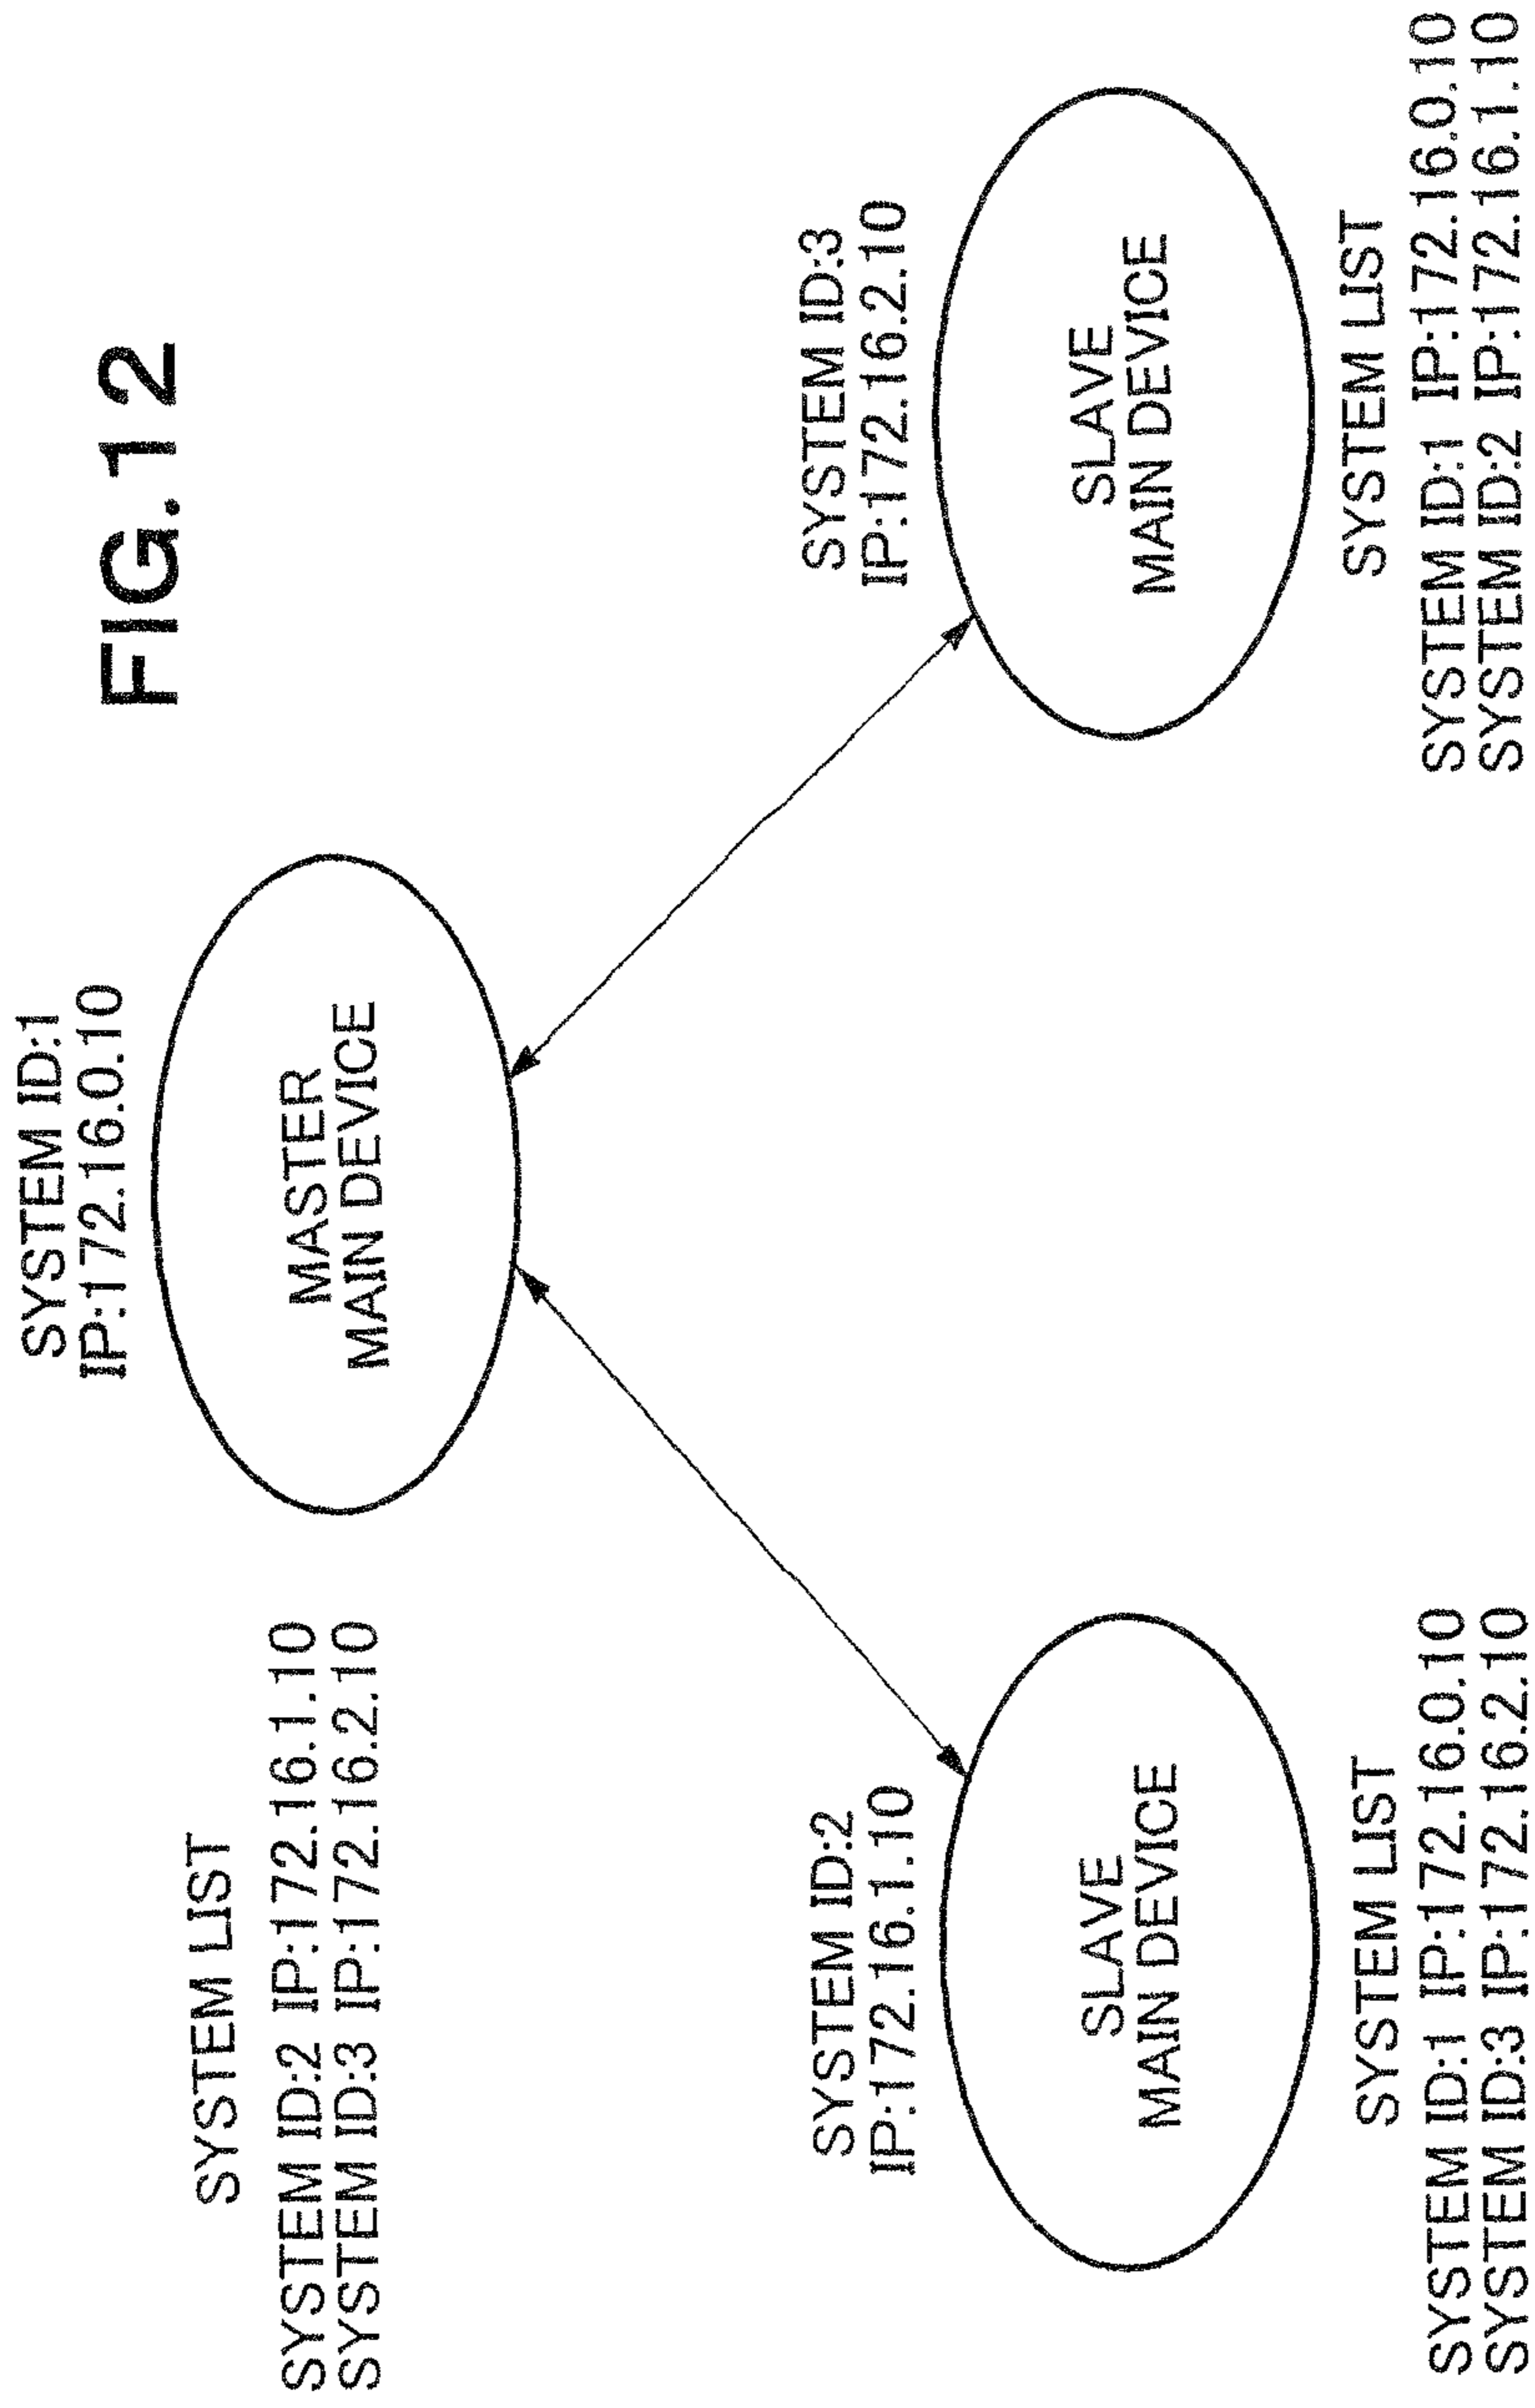 FIG.12
SYSTEM ID:1
IP:172.16.0.10
MASTER
MAIN DEVICE
SYSTEM LIST
SYSTEM ID:2 IP:172.16.1.10
SYSTEM ID:3 IP:172.16.2.10
SYSTEM ID:2
IP:172.16.1.10
SLAVE
MAIN DEVICE
SYSTEM LIST
SYSTEM ID:1 IP:172.16.0.10
SYSTEM ID:3 IP:172.16.2.10
SYSTEM ID:3
IP:172.16.2.10
SLAVE
MAIN DEVICE
SYSTEM LIST
SYSTEM ID:1 IP:172.16.0.10
SYSTEM ID:2 IP:172.16.1.10